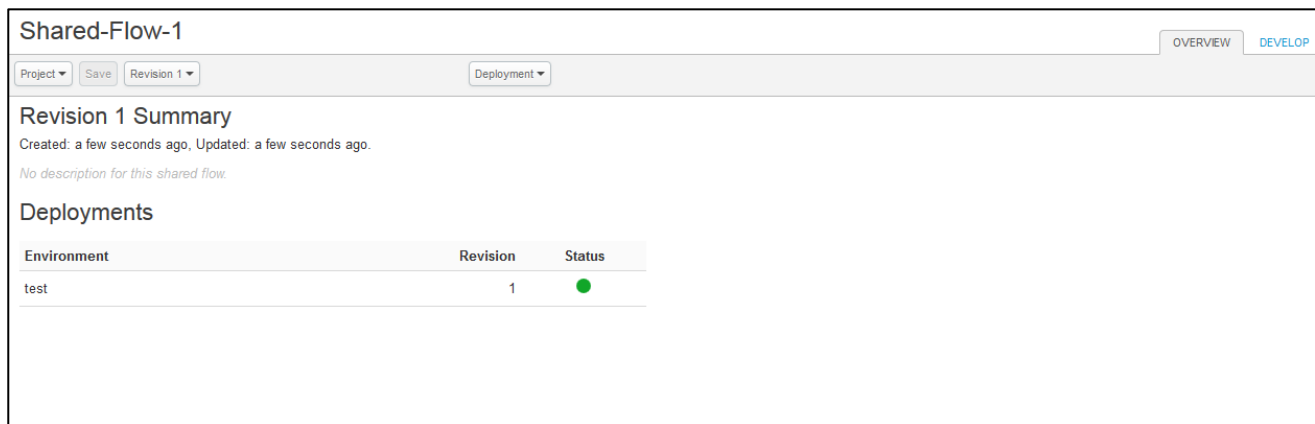 Shared-Flow-1
OVERVIEW DEVELOP
Project Save Revision 1 Deployment
Revision 1 Summary
Created: a few seconds ago, Updated: a few seconds ago.
No description for this shared flow.
Deployments
Environment Revision Status
test 1